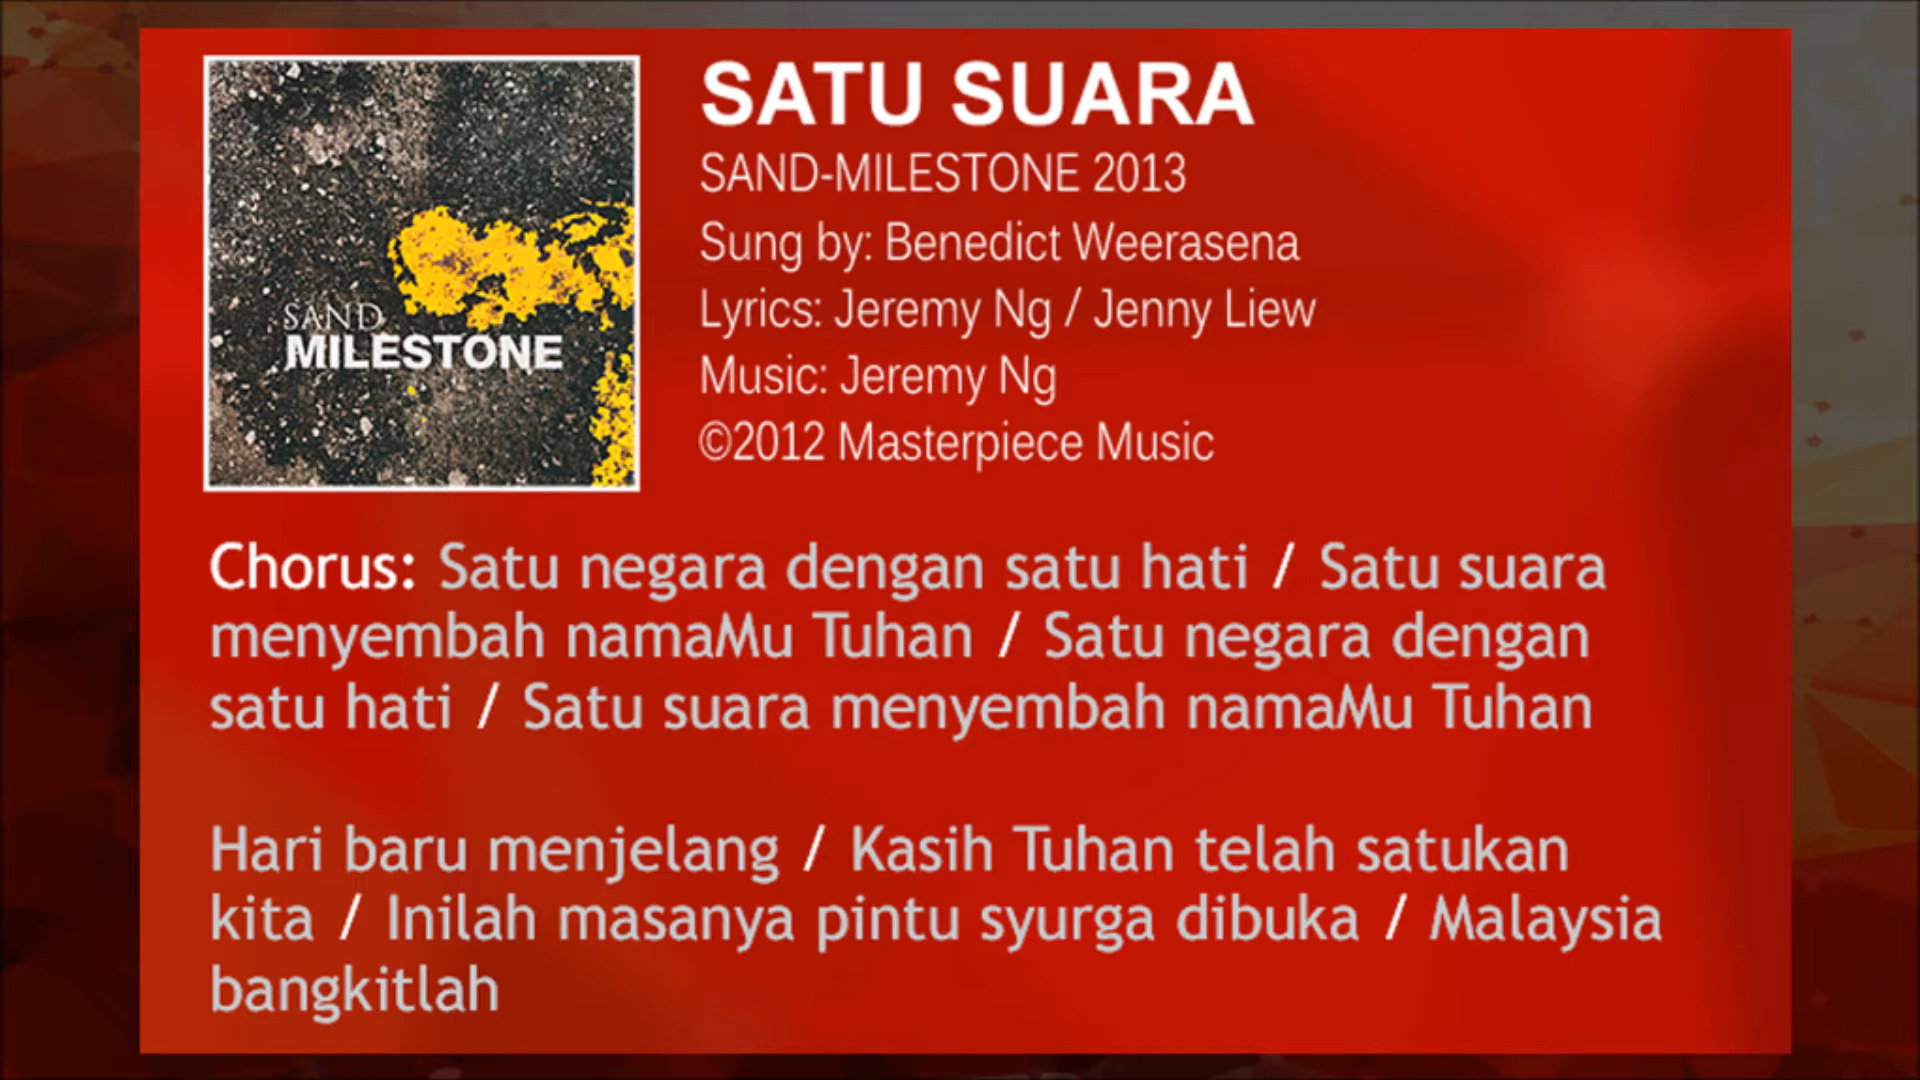 SAND
MILESTONE
SATU SUARA
SAND-MILESTONE 2013
Sung by: Benedict Weerasena
Lyrics: Jeremy Ng / Jenny Liew
Music: Jeremy Ng
©2012 Masterpiece Music
Chorus: Satu negara dengan satu hati / Satu suara
menyembah namaMu Tuhan / Satu negara dengan
satu hati / Satu suara menyembah namaMu Tuhan
Hari baru menjelang / Kasih Tuhan telah satukan
kita / Inilah masanya pintu syurga dibuka / Malaysia
bangkitlah